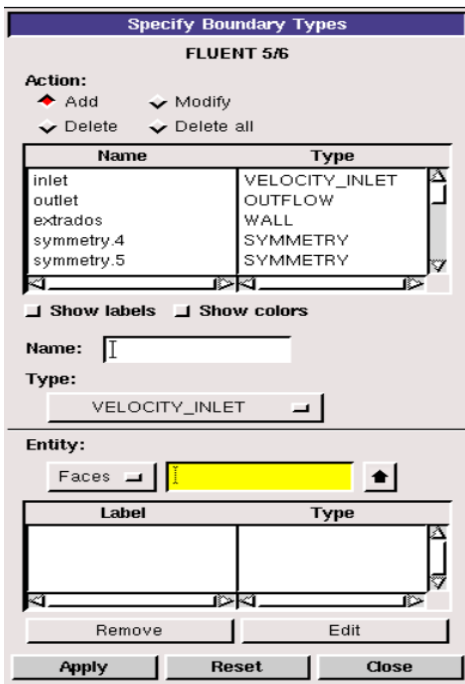 Specify Boundary Types
FLUENT 5/6
Action:
Add Modify
Delete Delete all
Name Type
inlet VELOCITY_INLET
outlet OUTFLOW
extrados WALL
symmetry.4 SYMMETRY
symmetry.5 SYMMETRY
Show labels Show colors
Name:
Type:
VELOCITY_INLET
Entity:
Faces
Label Type
Remove Edit
Apply Reset Close